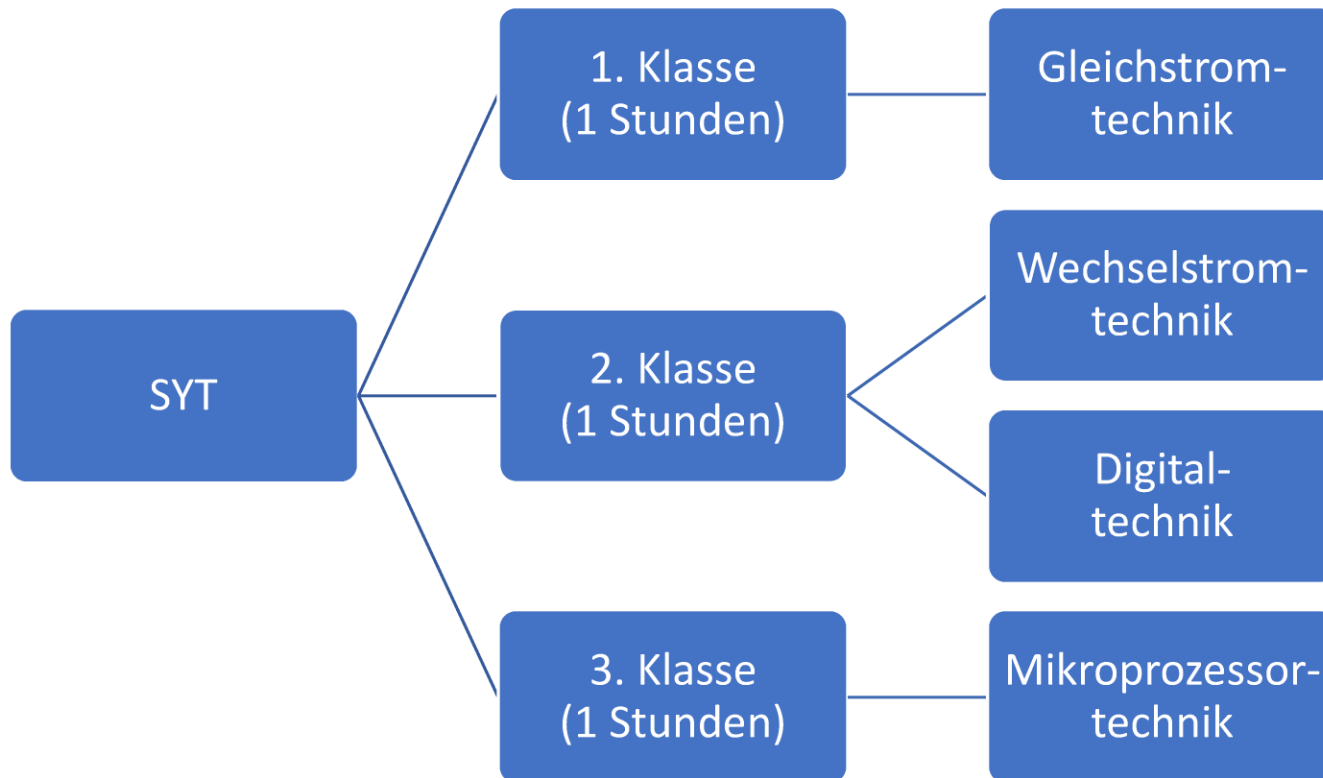 SYT
1. Klasse
(1 Stunden)
Gleichstrom-
technik
2. Klasse
(1 Stunden)
Wechselstrom-
technik
Digital-
technik
3. Klasse
(1 Stunden)
Mikroprozessor-
technik